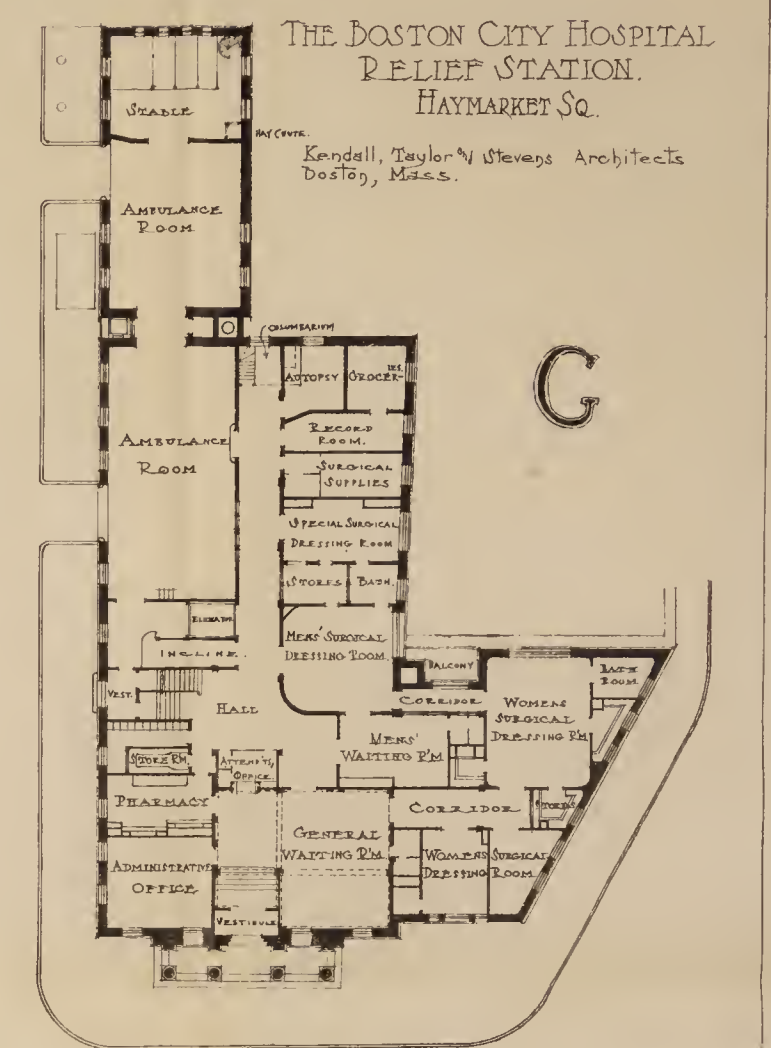 THE BOSTON CITY HOSPITAL
RELIEF STATION.
HAYMARKET SQ.
Kendall, Taylor and Stevens Architects
Boston, Mass.
STABLE
HAY CHUTE.
AMBULANCE
ROOM
COLUMBARIUM
AUTOPSY
GROCER-
IES.
G
RECORD
ROOM.
AMBULANCE
ROOM
SURGICAL
SUPPLIES
SPECIAL SURGICAL
DRESSING ROOM
STORES
BATH.
ELEVATOR
INCLINE.
MENS' SURGICAL
DRESSING ROOM.
BALCONY
BATH
ROOM.
VEST.
CORRIDOR
WOMENS
SURGICAL
DRESSING R'M
HALL
MENS'
WAITING R'M
STORE RM.
ATTEND'TS
OFFICE.
PHARMACY
CORRIDOR
STORES
GENERAL
WAITING R'M
ADMINISTRATIVE
OFFICE
WOMENS
DRESSING
SURGICAL
ROOM
VESTIBULE